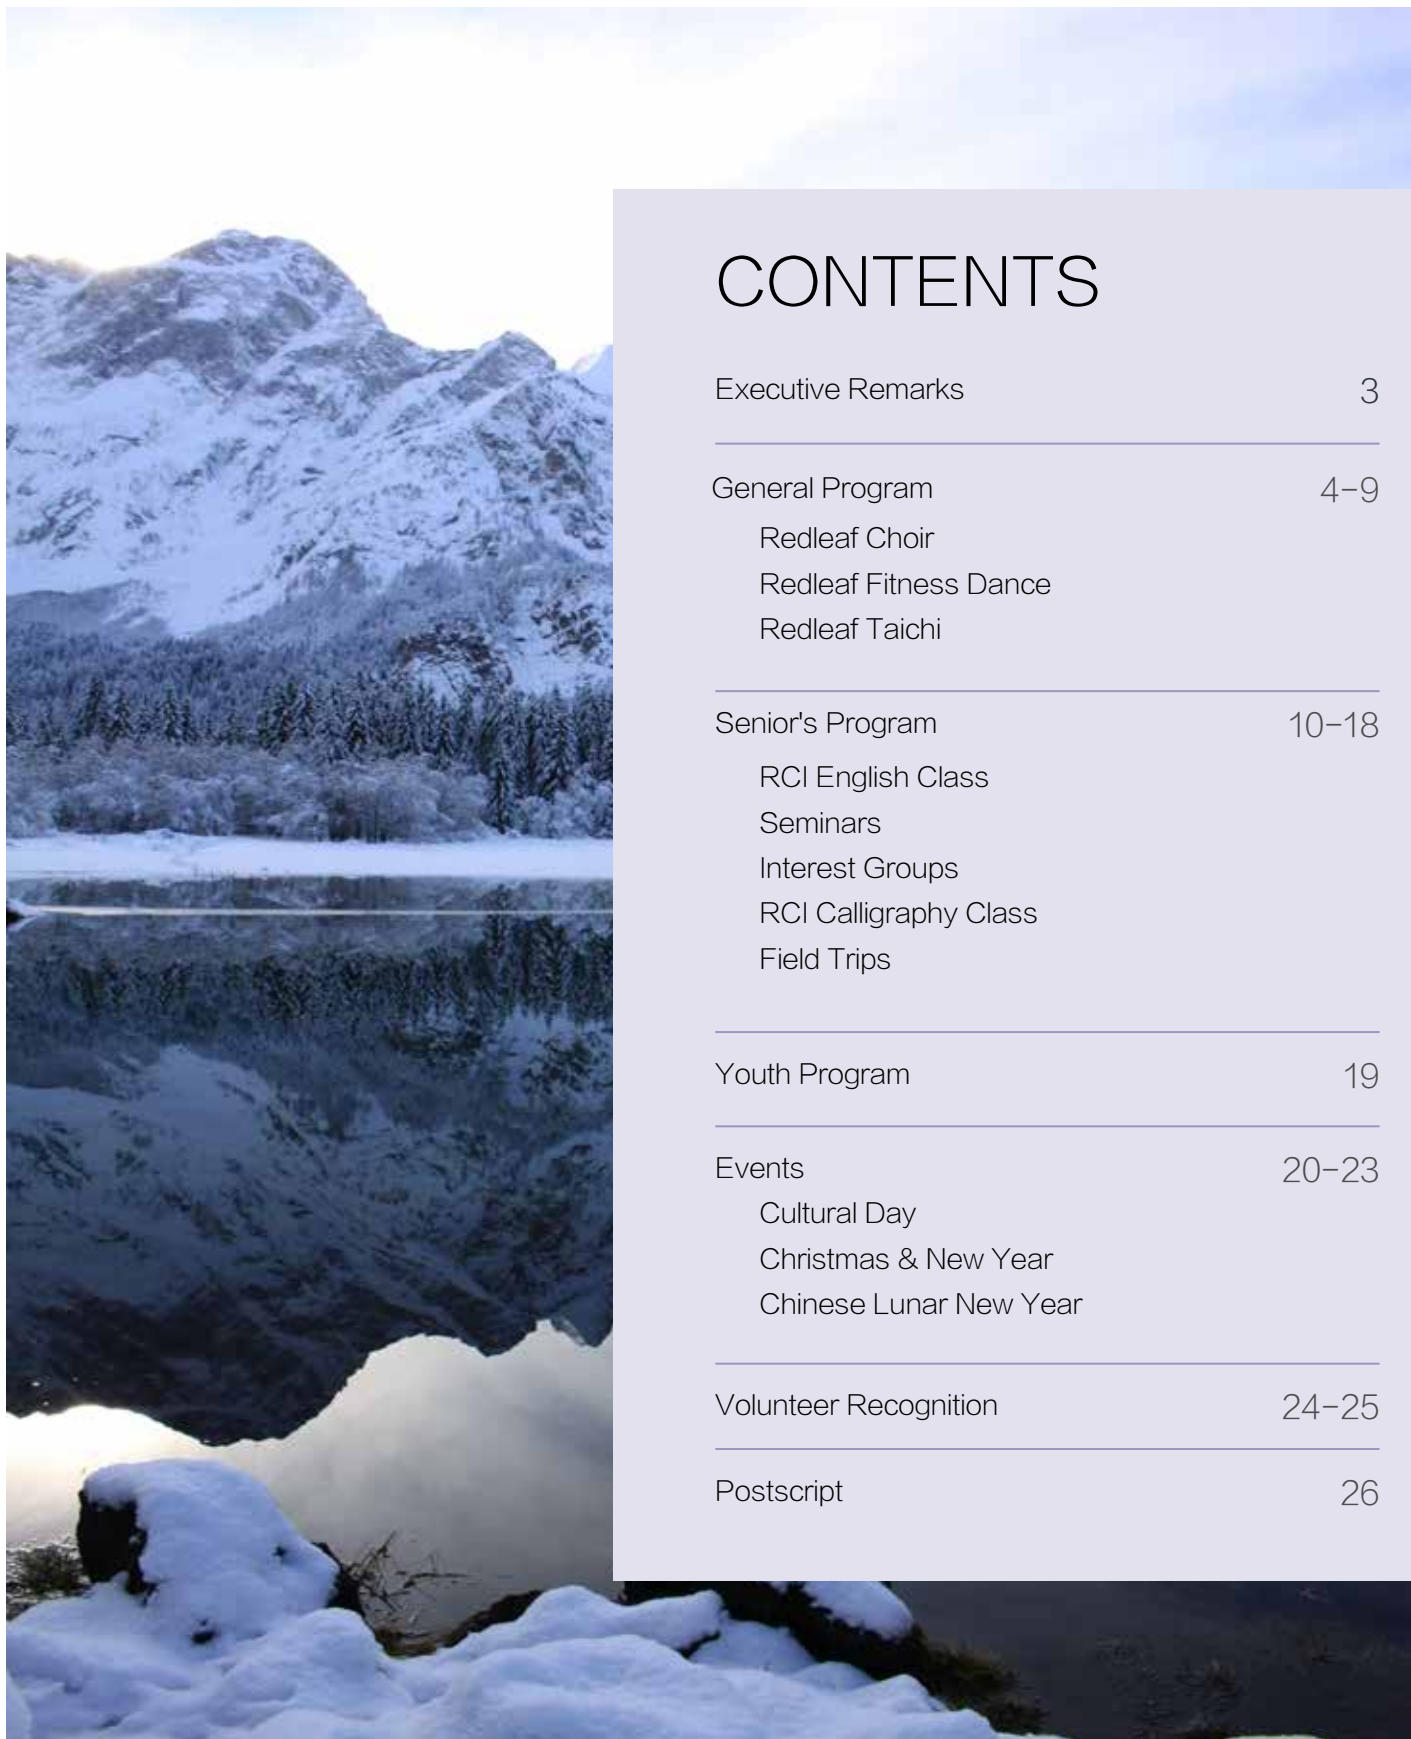 CONTENTS
Executive Remarks 3
General Program 4-9
Redleaf Choir
Redleaf Fitness Dance
Redleaf Taichi
Senior's Program 10-18
RCI English Class
Seminars
Interest Groups
RCI Calligraphy Class
Field Trips
Youth Program 19
Events 20-23
Cultural Day
Christmas & New Year
Chinese Lunar New Year
Volunteer Recognition 24-25
Postscript 26